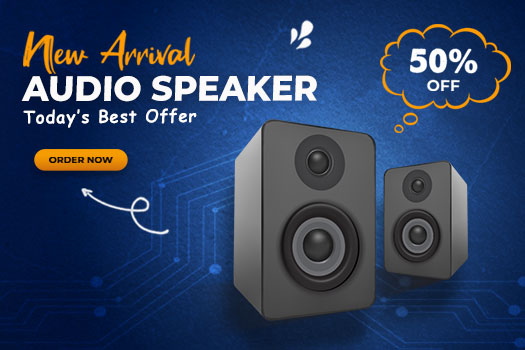 New Arrival
AUDIO SPEAKER
Today's Best Offer
ORDER NOW
50%
OFF